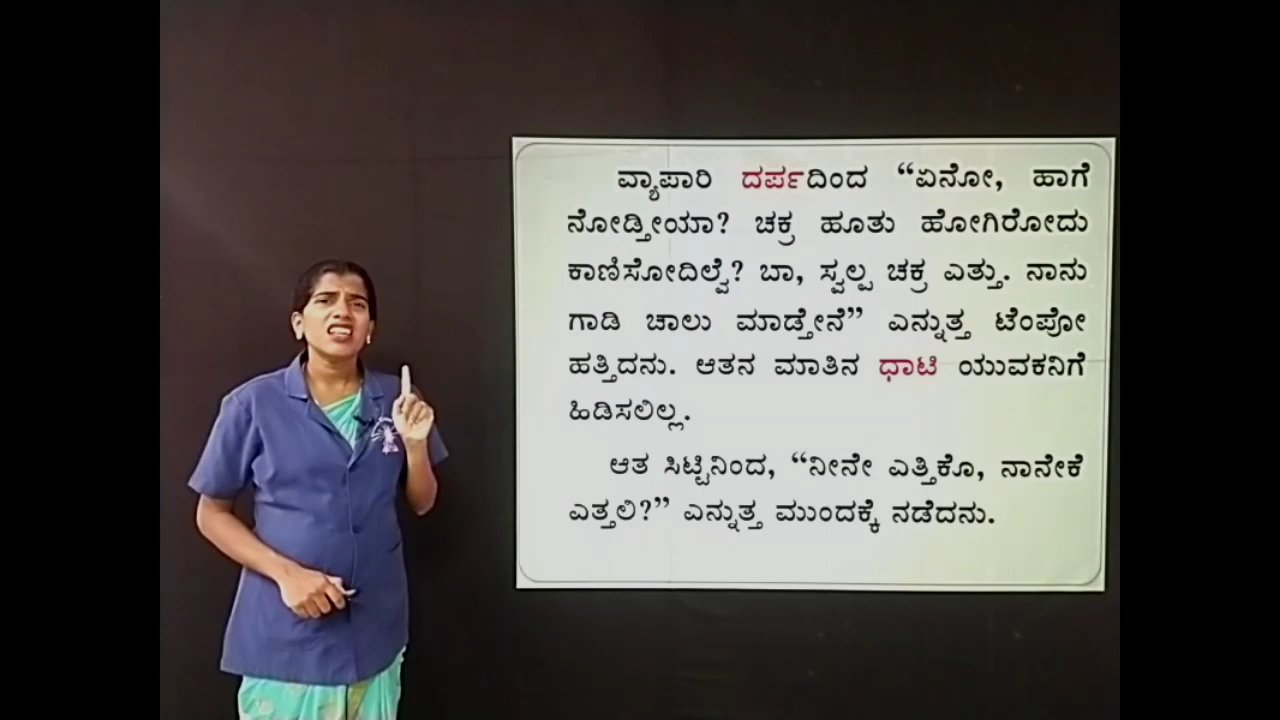 ವ್ಯಾಪಾರಿ ದರ್ಪದಿಂದ “ಏನೋ, ಹಾಗೆ
ನೋಡ್ತೀಯಾ? ಚಕ್ರ ಹೂತು ಹೋಗಿರೋದು
ಕಾಣಿಸೋದಿಲ್ವೆ? ಬಾ, ಸ್ವಲ್ಪ ಚಕ್ರ ಎತ್ತು. ನಾನು
ಗಾಡಿ ಚಾಲು ಮಾಡ್ತೇನೆ” ಎನ್ನುತ್ತ ಟೆಂಪೋ
ಹತ್ತಿದನು. ಆತನ ಮಾತಿನ ಧಾಟಿ ಯುವಕನಿಗೆ
ಹಿಡಿಸಲಿಲ್ಲ.
ಆತ ಸಿಟ್ಟಿನಿಂದ, “ನೀನೇ ಎತ್ತಿಕೊ, ನಾನೇಕೆ
ಎತ್ತಲಿ?” ಎನ್ನುತ್ತ ಮುಂದಕ್ಕೆ ನಡೆದನು.